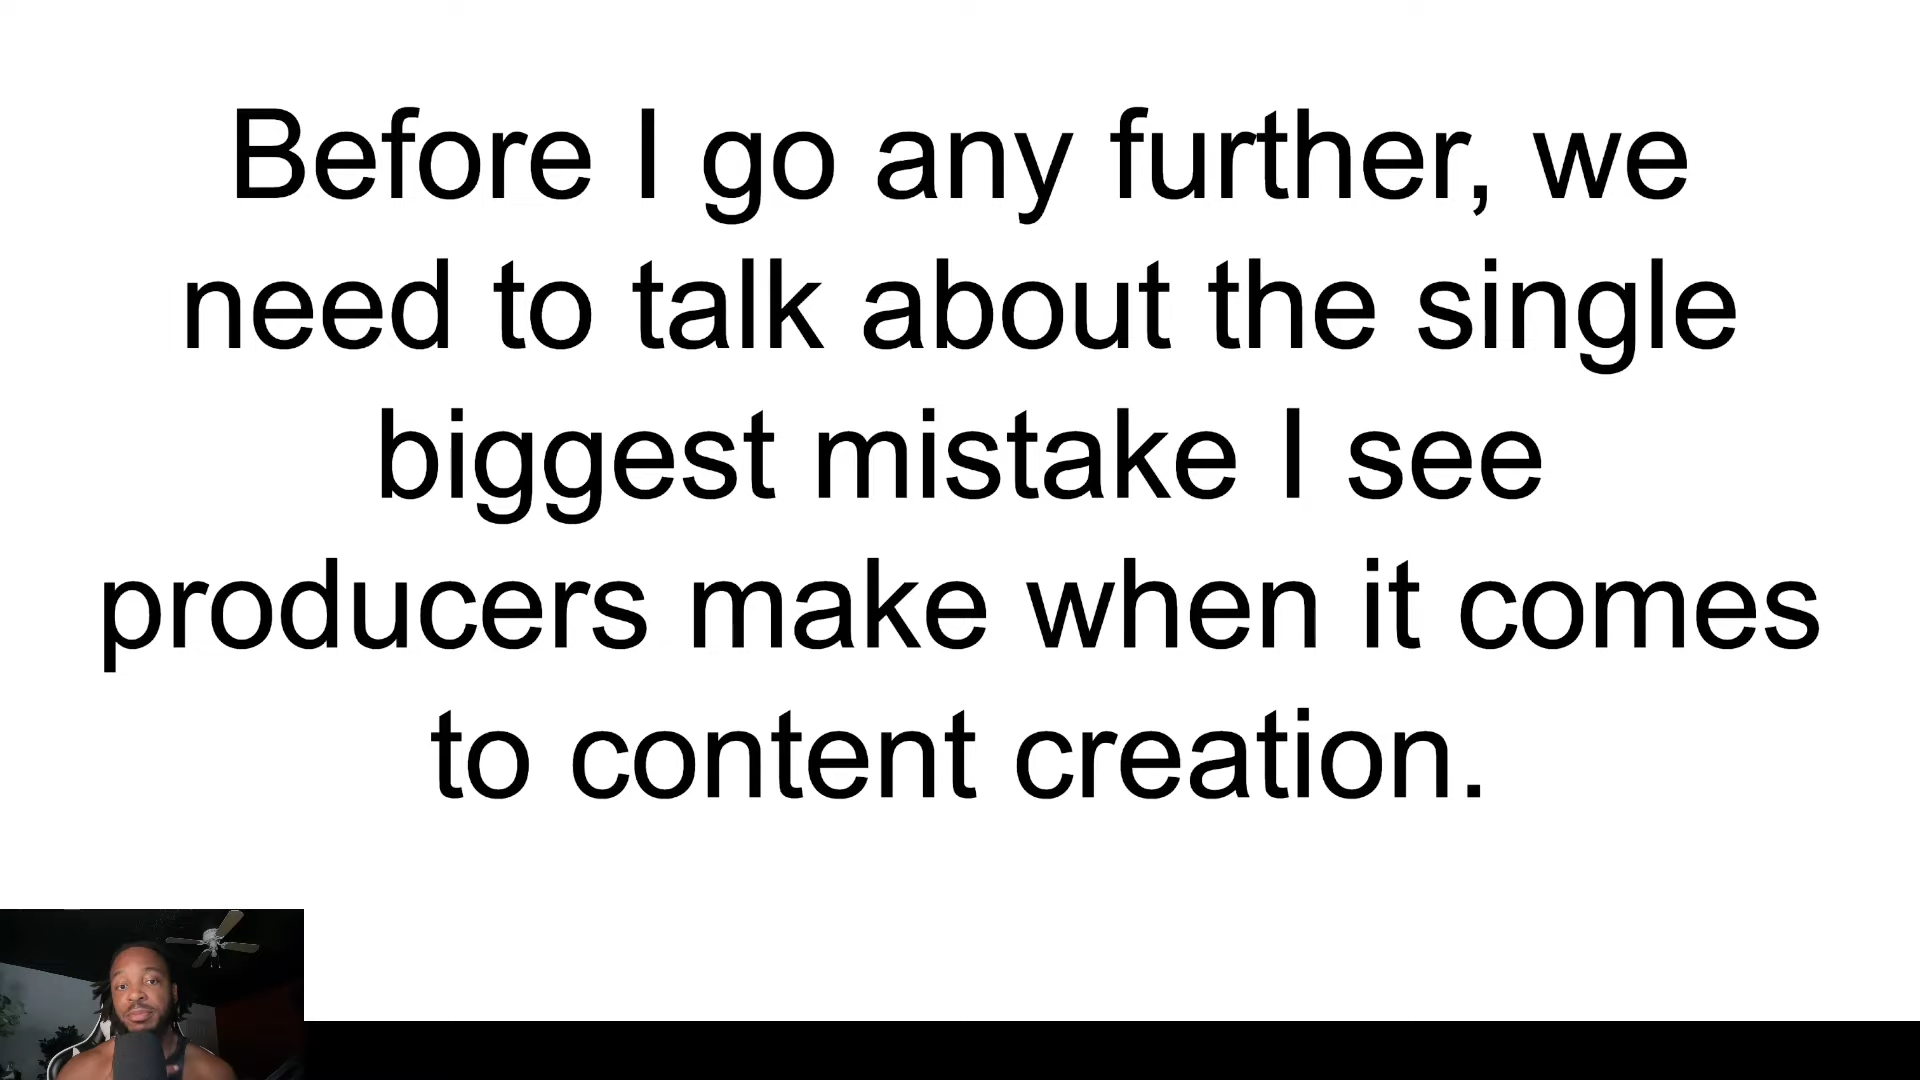 Before I go any further, we
need to talk about the single
biggest mistake I see
producers make when it comes
to content creation.